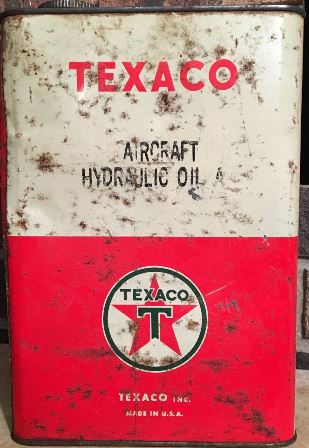 TEXACO
AIRCRAFT
HYDRAULIC OIL A
TEXACO
T
TEXACO INC.
MADE IN U.S.A.